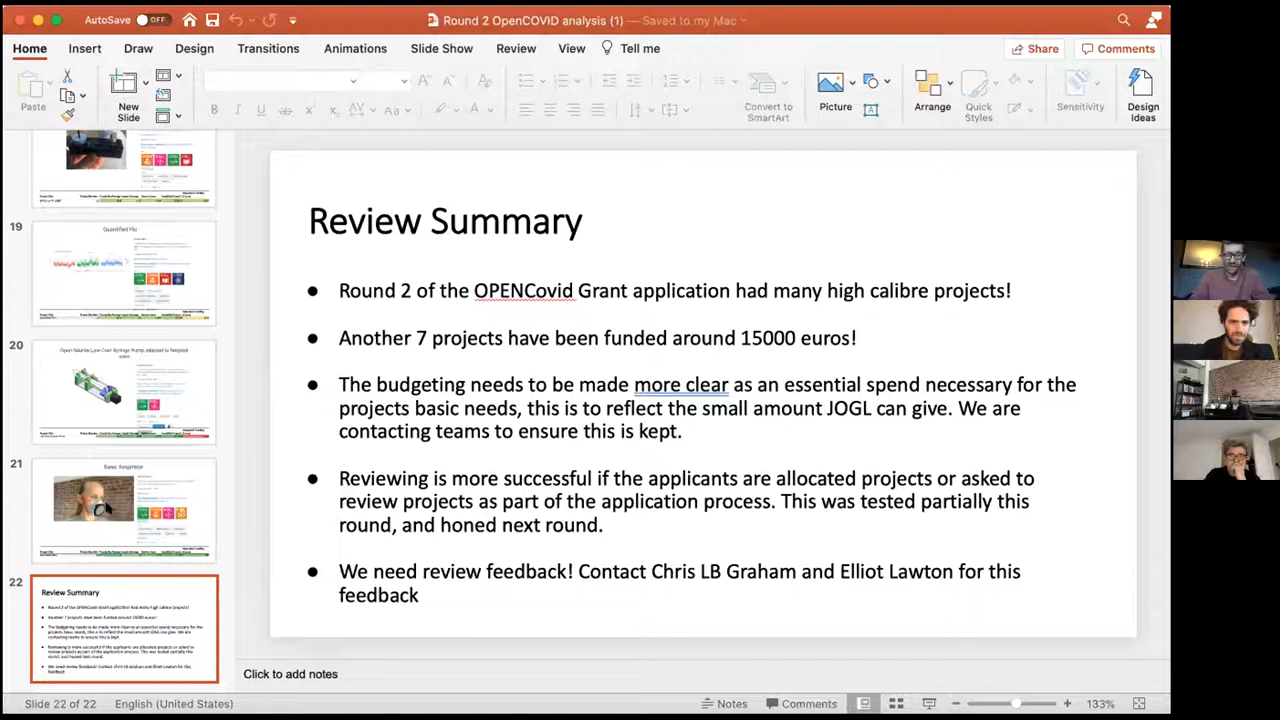 AutoSave OFF
Round 2 OpenCOVID analysis (1) — Saved to my Mac
Home Insert Draw Design Transitions Animations Slide Show Review View Tell me Share Comments
Paste New Slide Convert to SmartArt Picture Arrange Quick Styles Sensitivity Design Ideas
19
Quantified Flu
20
21
22
Review Summary
Review Summary
● Round 2 of the OPENCovid Grant application had many high calibre projects!
● Another 7 projects have been funded around 15000 euros!
● The budgeting needs to be made more clear as an essential spend necessary for the
projects basic needs, this is to reflect the small amount JOGL can give. We are
contacting teams to ensure this is kept.
● Reviewing is more successful if the applicants are allocated projects or asked to
review projects as part of the application process. This was tested partially this
round, and honed next round.
● We need review feedback! Contact Chris LB Graham and Elliot Lawton for this
feedback
Click to add notes
Slide 22 of 22 English (United States) Notes Comments 133%